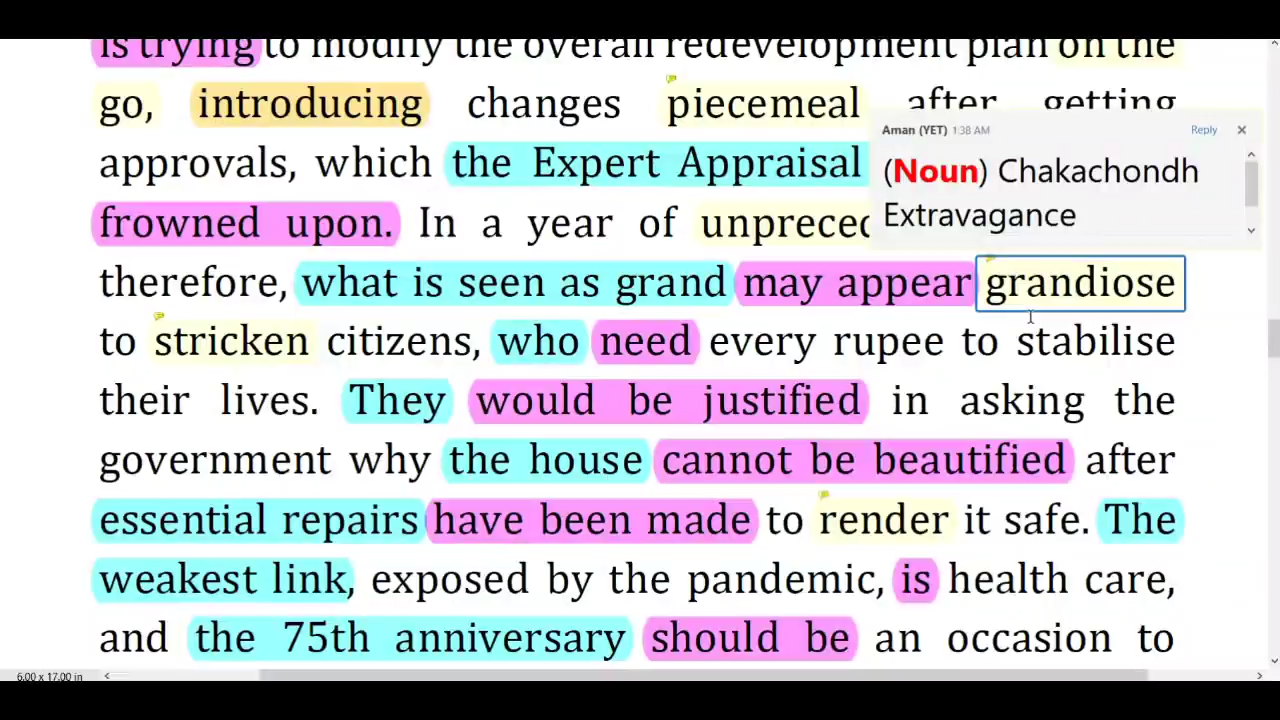 is trying to modify the overall redevelopment plan on the
go, introducing changes piecemeal after getting
approvals, which the Expert Appraisal
frowned upon. In a year of
therefore, what is seen as grand may appear grandiose
to stricken citizens, who need every rupee to stabilise
their lives. They would be justified in asking the
government why the house cannot be beautified after
essential repairs have been made to render it safe. The
weakest link, exposed by the pandemic, is health care,
and the 75th anniversary should be an occasion to
Aman (YET) 1:38 AM Reply
(Noun) Chakachondh
Extravagance
6.00 x 17.00 in